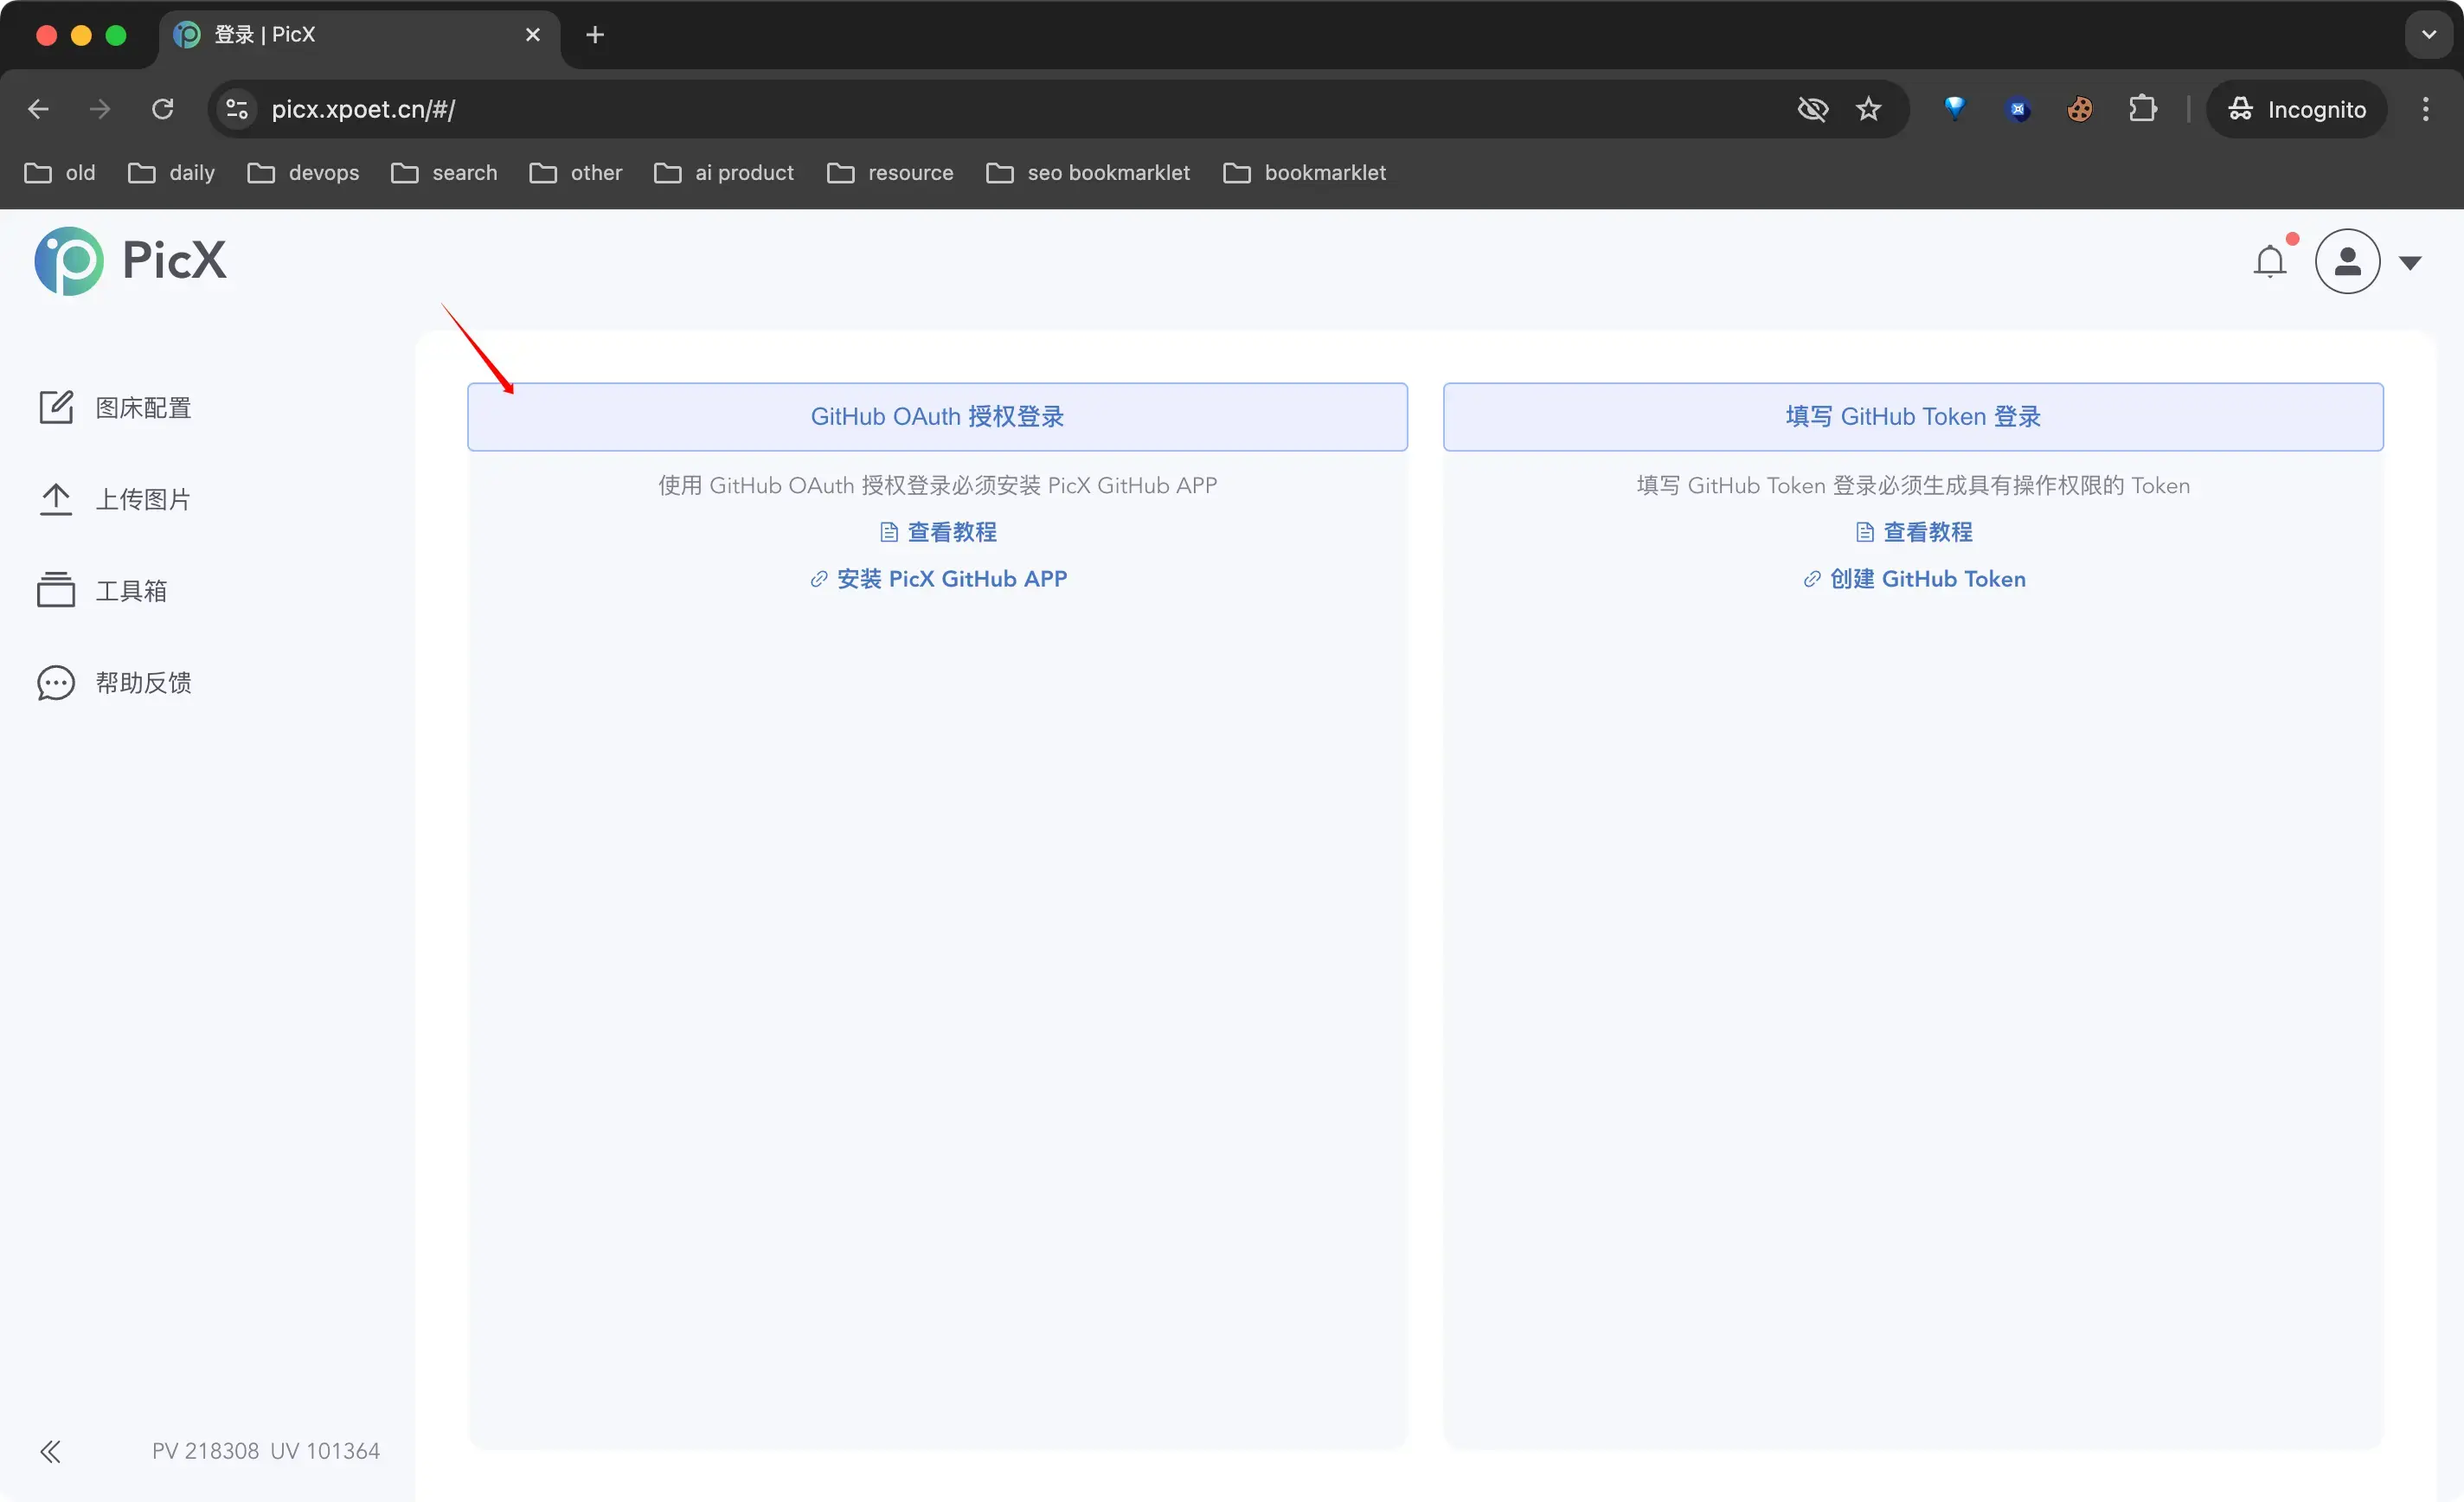 登录 | PicX
picx.xpoet.cn/#/
Incognito
old daily devops search other ai product resource seo bookmarklet bookmarklet
PicX
图床配置
上传图片
工具箱
帮助反馈
GitHub OAuth 授权登录
使用 GitHub OAuth 授权登录必须安装 PicX GitHub APP
查看教程
安装 PicX GitHub APP
填写 GitHub Token 登录
填写 GitHub Token 登录必须生成具有操作权限的 Token
查看教程
创建 GitHub Token
PV 218308 UV 101364